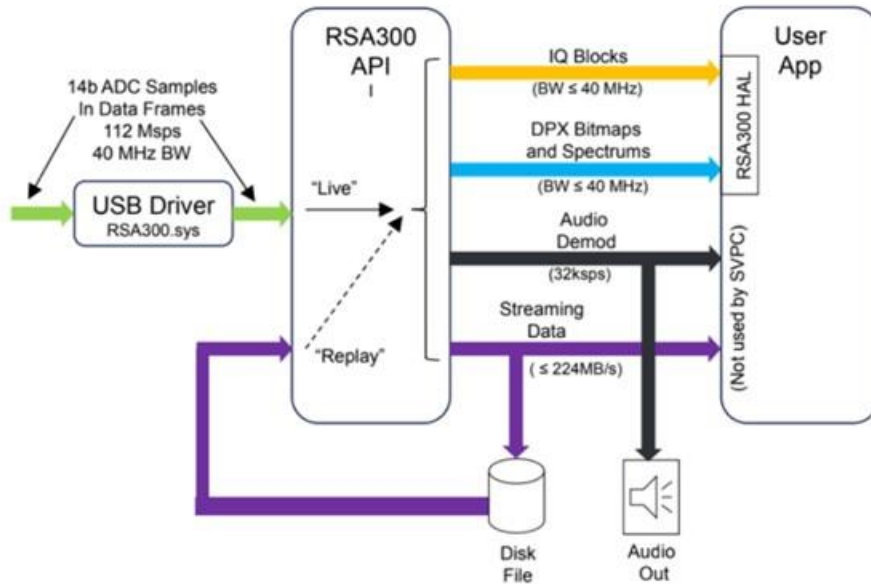 14b ADC Samples
In Data Frames
112 Msps
40 MHz BW
USB Driver
RSA300.sys
RSA300
API
I
“Live”
“Replay”
IQ Blocks
(BW ≤ 40 MHz)
DPX Bitmaps
and Spectrums
(BW ≤ 40 MHz)
Audio
Demod
(32ksps)
Streaming
Data
( ≤ 224MB/s)
User
App
RSA300 HAL
(Not used by SVPC)
Disk
File
Audio
Out